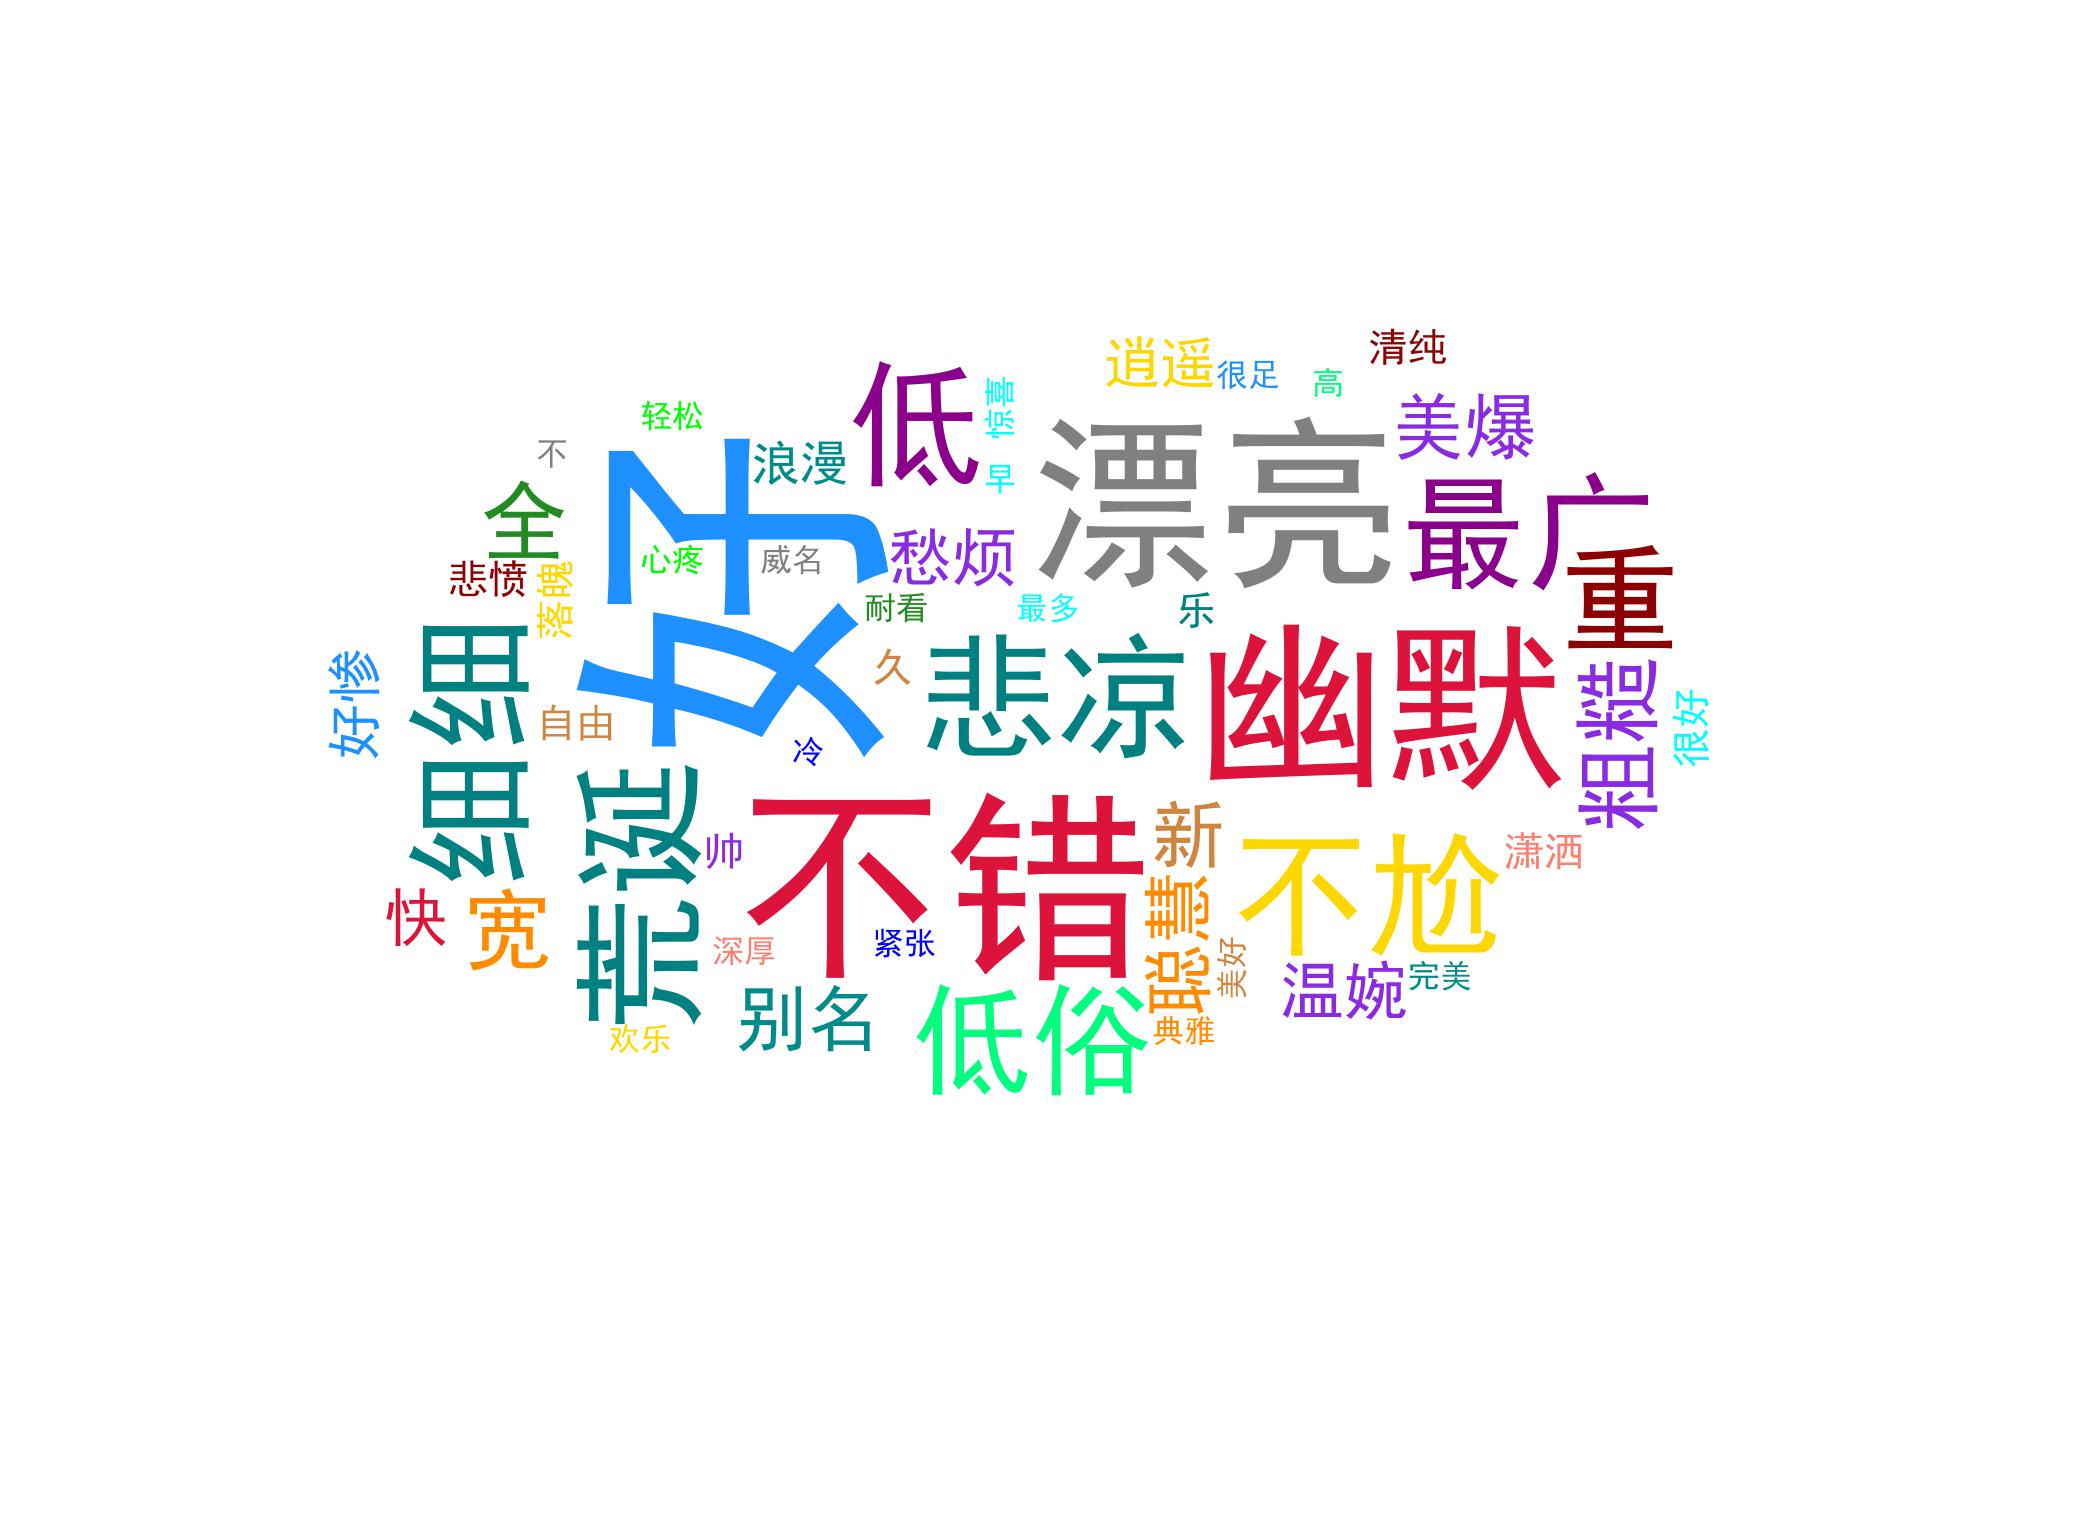 清纯
逍遥
很足
高
低
惊喜
美爆
轻松
漂亮
不
浪漫
早
全
好
最广
愁烦
心疼
威名
悲愤
落魄
重
耐看
最多
乐
细细
好惨
久
悲凉
幽默
粗糙
很好
自由
冷
荒诞
不错
帅
新
不尴
潇洒
快
宽
聪慧
深厚
紧张
美好
温婉
完美
别名
低俗
典雅
欢乐